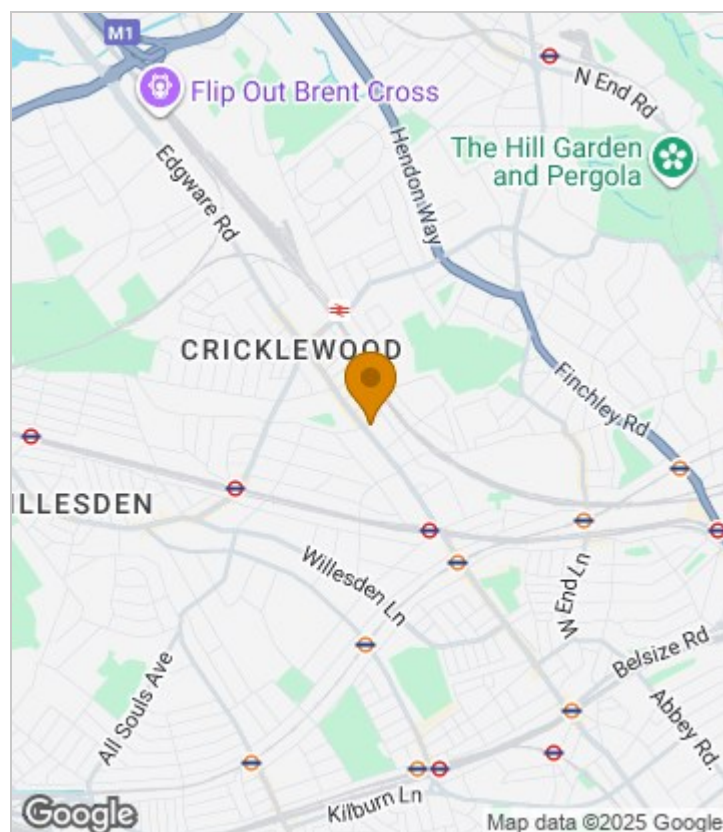 M1
Flip Out Brent Cross
N End Rd
The Hill Garden
and Pergola
Hendon Way
Edgware Rd
CRICKLEWOOD
Finchley Rd
ILLESDEN
Willesden Ln
W End Ln
Belsize Rd
All Souls Ave
Abbey Rd.
Kilburn Ln
Google
Map data ©2025 Google